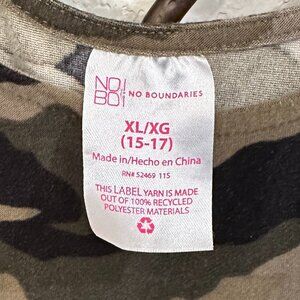 NO
BO NO BOUNDARIES
XL/XG
(15-17)
Made in/Hecho en China
RN# 52469 115
THIS LABEL YARN IS MADE
OUT OF 100% RECYCLED
POLYESTER MATERIALS